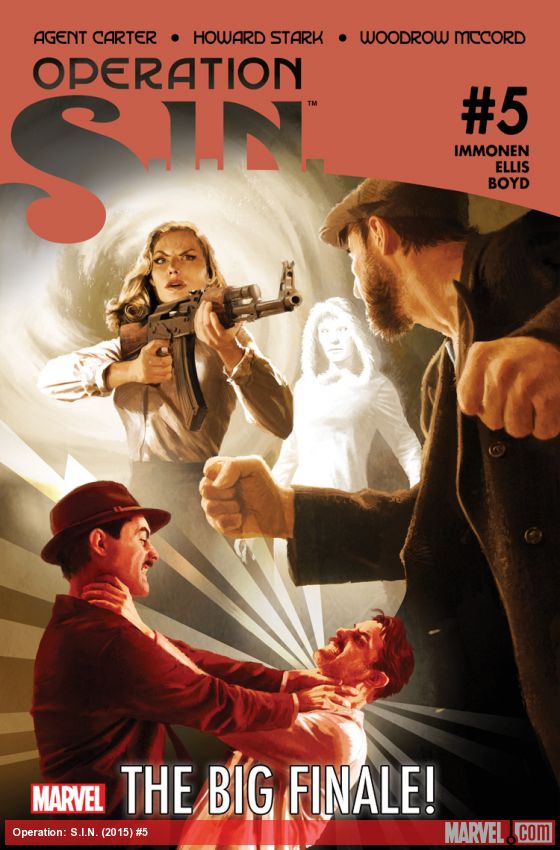 AGENT CARTER • HOWARD STARK • WOODROW MCCORD
OPERATION
S.I.N.™
#5
IMMONEN
ELLIS
BOYD
MARVEL
THE BIG FINALE!
Operation: S.I.N. (2015) #5
MARVEL.com